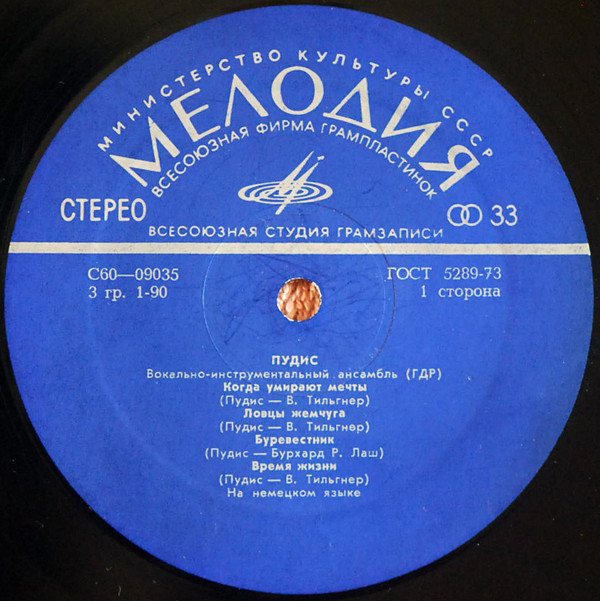 МИНИСТЕРСТВО КУЛЬТУРЫ СССР
МЕЛОДИЯ
ВСЕСОЮЗНАЯ ФИРМА ГРАМПЛАСТИНОК
СТЕРЕО
33
ВСЕСОЮЗНАЯ СТУДИЯ ГРАМЗАПИСИ
С60—09035
ГОСТ 5289-73
3 гр. 1-90
1 сторона
ПУДИС
Вокально-инструментальный ансамбль (ГДР)
Когда умирают мечты
(Пудис — В. Тильгнер)
Ловцы жемчуга
(Пудис — В. Тильгнер)
Буревестник
(Пудис — Бурхард Р. Лаш)
Время жизни
(Пудис — В. Тильгнер)
На немецком языке